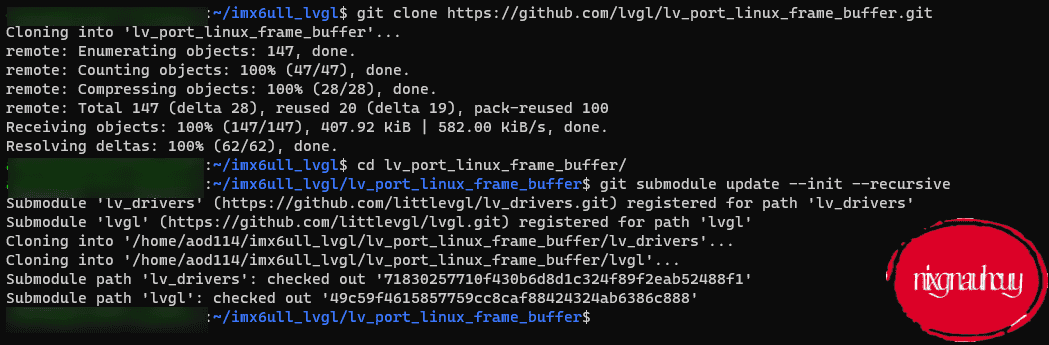 :~/imx6ull_lvgl$ git clone https://github.com/lvgl/lv_port_linux_frame_buffer.git
Cloning into 'lv_port_linux_frame_buffer'...
remote: Enumerating objects: 147, done.
remote: Counting objects: 100% (47/47), done.
remote: Compressing objects: 100% (28/28), done.
remote: Total 147 (delta 28), reused 20 (delta 19), pack-reused 100
Receiving objects: 100% (147/147), 407.92 KiB | 582.00 KiB/s, done.
Resolving deltas: 100% (62/62), done.
:~/imx6ull_lvgl$ cd lv_port_linux_frame_buffer/
:~/imx6ull_lvgl/lv_port_linux_frame_buffer$ git submodule update --init --recursive
Submodule 'lv_drivers' (https://github.com/littlevgl/lv_drivers.git) registered for path 'lv_drivers'
Submodule 'lvgl' (https://github.com/littlevgl/lvgl.git) registered for path 'lvgl'
Cloning into '/home/aod114/imx6ull_lvgl/lv_port_linux_frame_buffer/lv_drivers'...
Cloning into '/home/aod114/imx6ull_lvgl/lv_port_linux_frame_buffer/lvgl'...
Submodule path 'lv_drivers': checked out '71830257710f430b6d8d1c324f89f2eab52488f1'
Submodule path 'lvgl': checked out '49c59f4615857759cc8caf88424324ab6386c888'
:~/imx6ull_lvgl/lv_port_linux_frame_buffer$